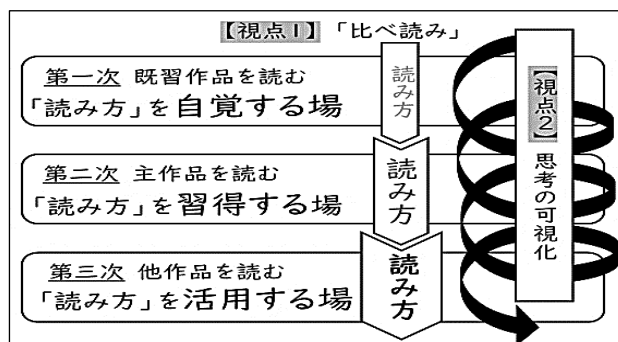 【視点1】「比べ読み」
第一次 既習作品を読む
「読み方」を自覚する場
読み方
第二次 主作品を読む
「読み方」を習得する場
読み方
第三次 他作品を読む
「読み方」を活用する場
読み方
【視点2】思考の可視化